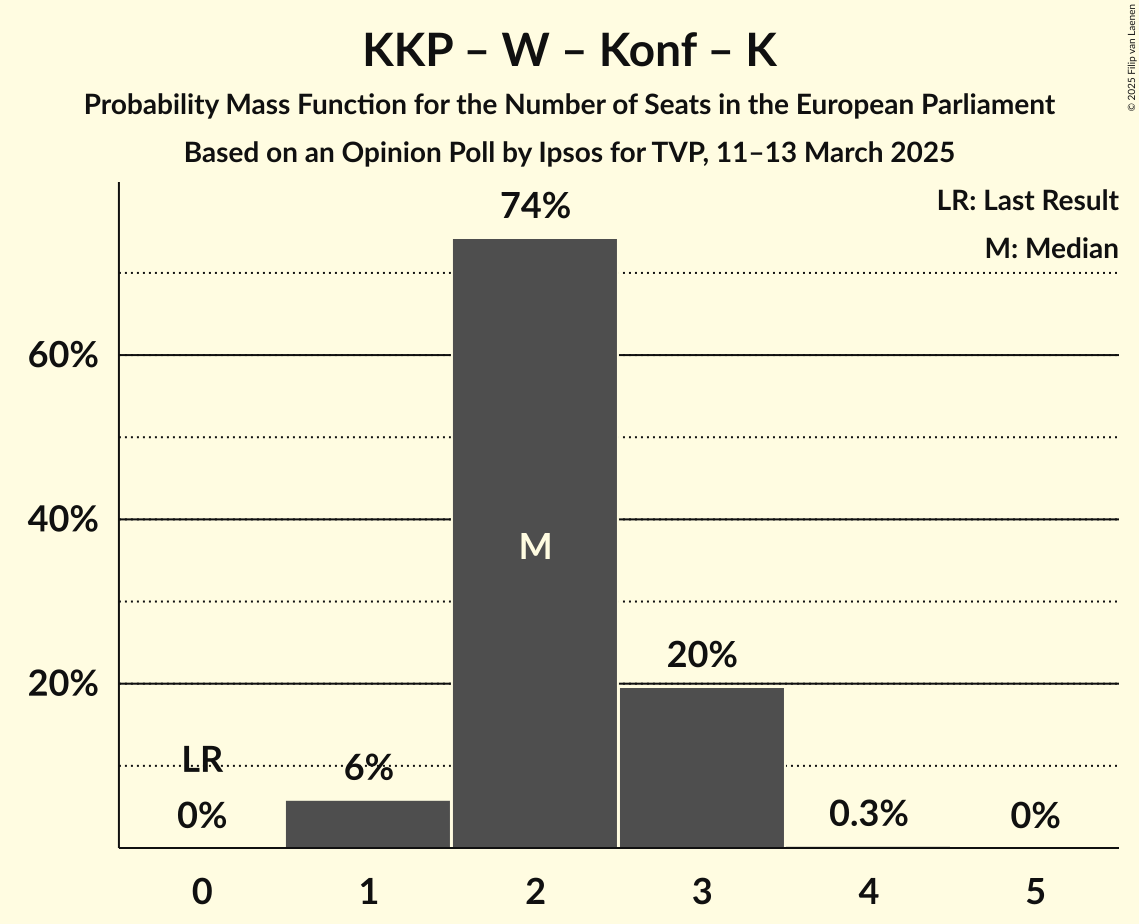 KKP – W – Konf – K
Probability Mass Function for the Number of Seats in the European Parliament
Based on an Opinion Poll by Ipsos for TVP, 11–13 March 2025
© 2025 Filip van Laenen
LR: Last Result
M: Median
74%
60%
40%
M
20%
20%
LR
6%
0%
0.3%
0%
0 1 2 3 4 5